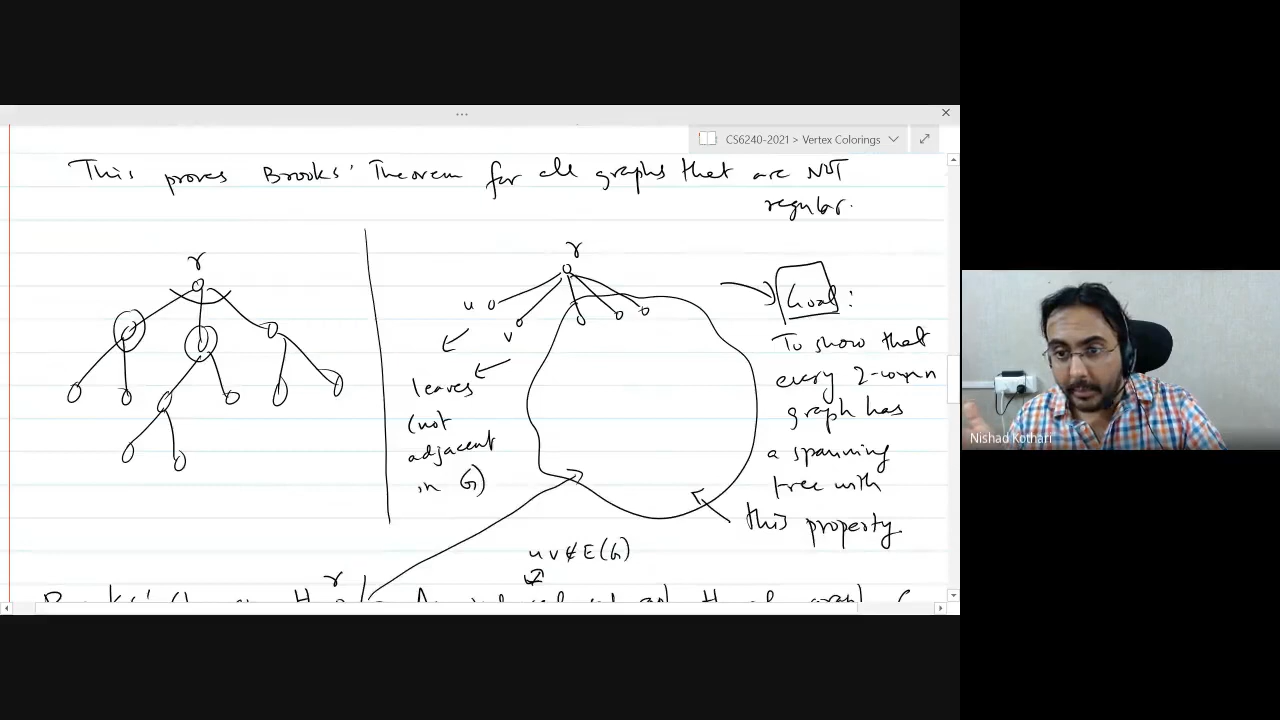 CS6240-2021 > Vertex Colorings
This proves Brooks' Theorem for all graphs that are NOT
regular.
r
r
u
v
leaves
(not
adjacent
in G)
Goal:
To show that
every 2-conn
graph has
a spanning
tree with
this property.
uv∉E(G)
r
Nishad Kothari